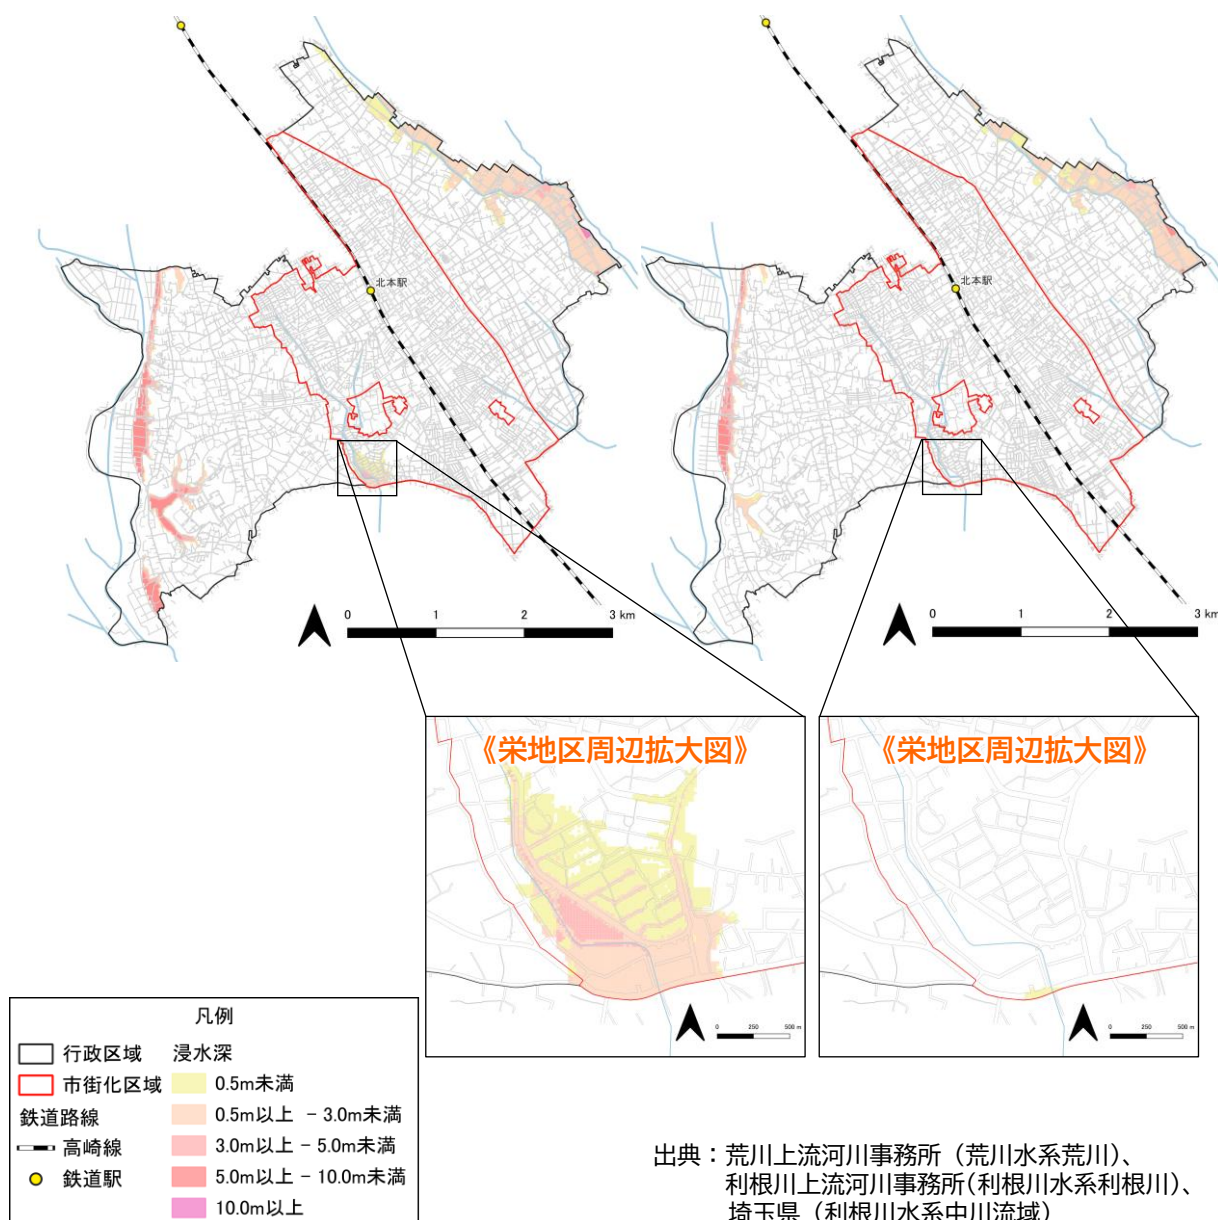 北本駅
北本駅
0 1 2 3 km
0 1 2 3 km
《栄地区周辺拡大図》
《栄地区周辺拡大図》
0 250 500 m
0 250 500 m
凡例
行政区域
市街化区域
鉄道路線
高崎線
鉄道駅
浸水深
0.5m未満
0.5m以上 - 3.0m未満
3.0m以上 - 5.0m未満
5.0m以上 - 10.0m未満
10.0m以上
出典：荒川上流河川事務所（荒川水系荒川）、
利根川上流河川事務所（利根川水系利根川）、
埼玉県（利根川水系中川流域）